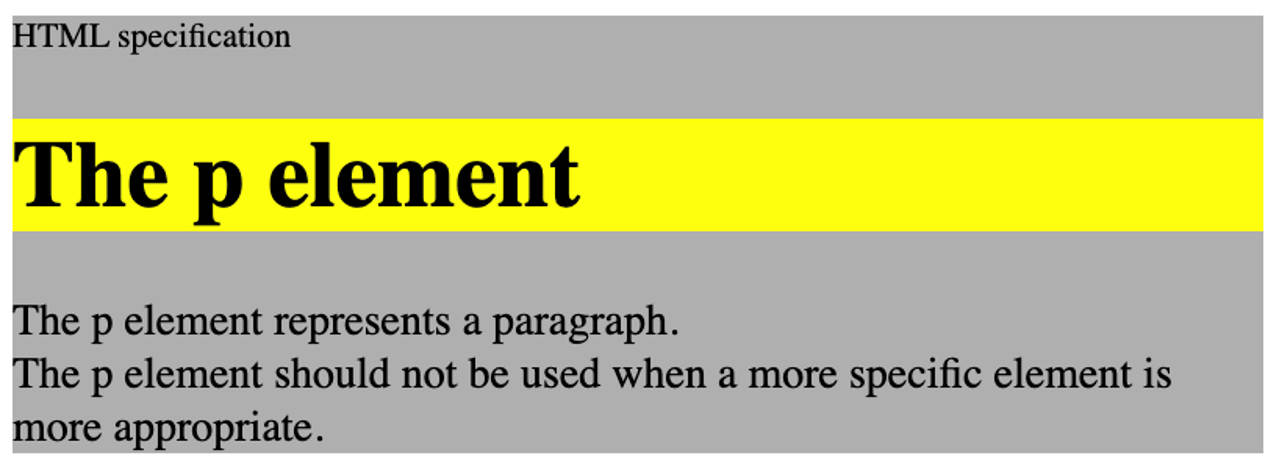 HTML specification
The p element
The p element represents a paragraph.
The p element should not be used when a more specific element is
more appropriate.